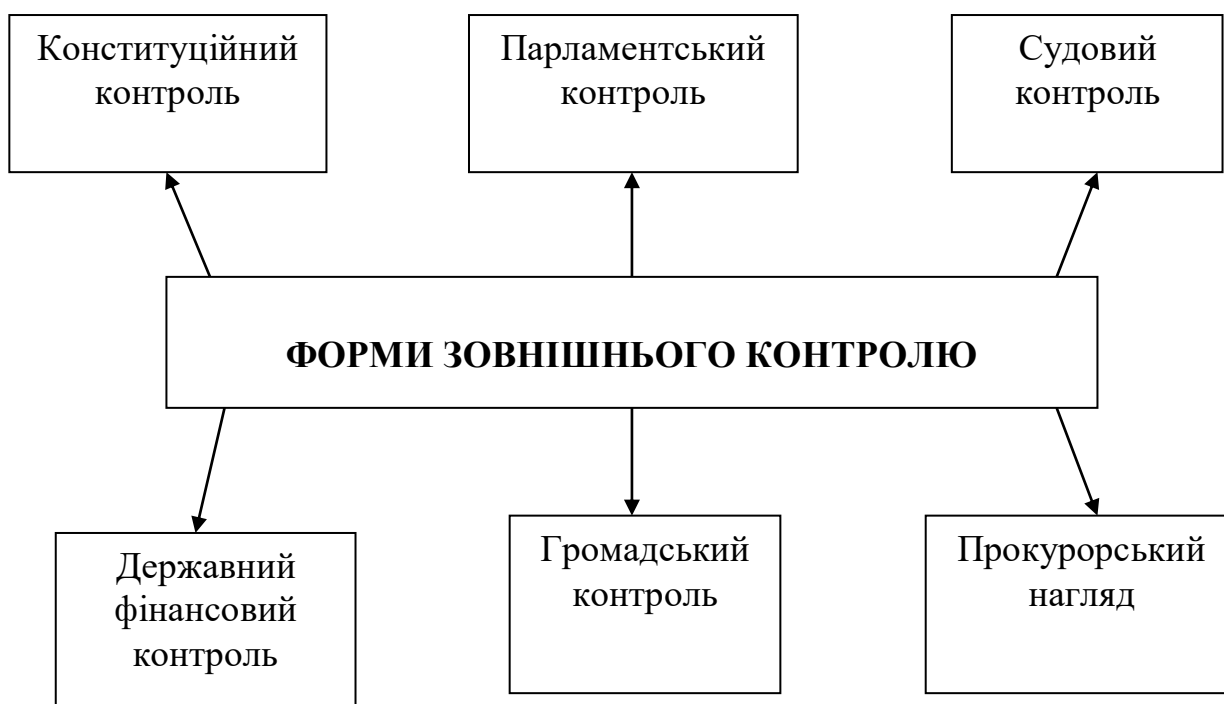 Конституційний
контроль
Парламентський
контроль
Судовий
контроль
ФОРМИ ЗОВНІШНЬОГО КОНТРОЛЮ
Державний
фінансовий
контроль
Громадський
контроль
Прокурорський
нагляд